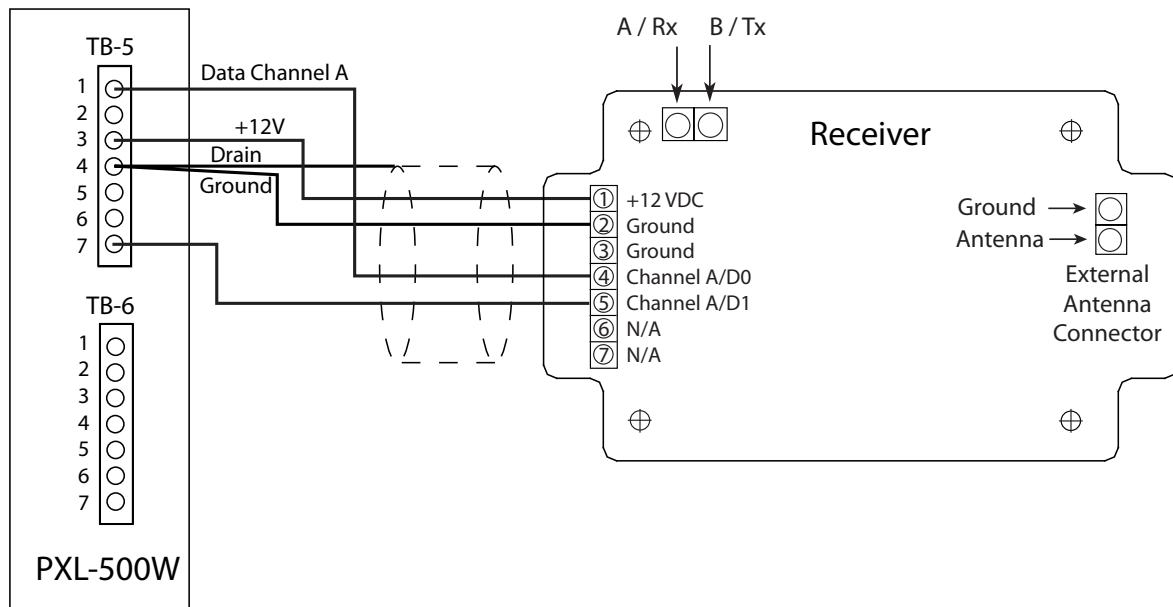 TB-5
1
2
3
4
5
6
7
Data Channel A
+12V
Drain
Ground
TB-6
1
2
3
4
5
6
7
PXL-500W
A / Rx
B / Tx
Receiver
1 +12 VDC
2 Ground
3 Ground
4 Channel A/D0
5 Channel A/D1
6 N/A
7 N/A
Ground
Antenna
External
Antenna
Connector